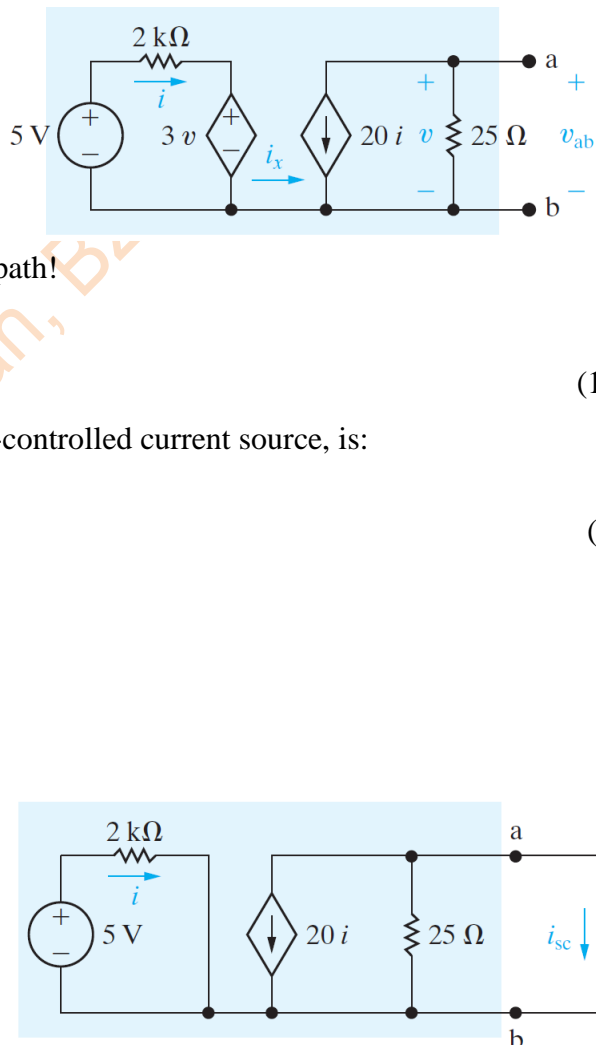 2 kΩ
i
5 V
+
−
3 v
+
−
i_x
20 i
+
v
−
25 Ω
a
+
v_ab
−
b
path!
(1
-controlled current source, is:
(
2 kΩ
i
+
−
5 V
20 i
25 Ω
a
i_sc
b